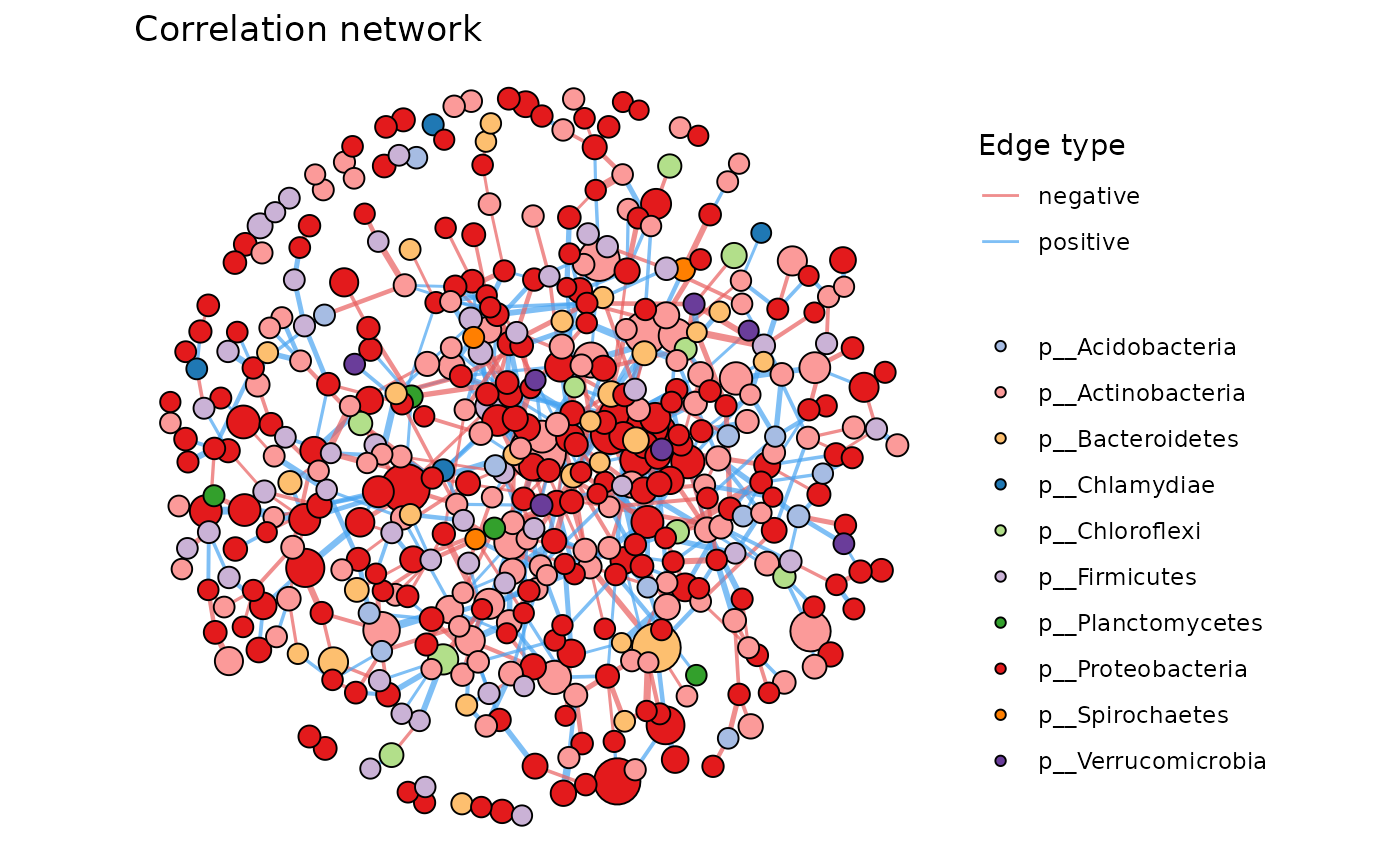 Correlation network
Edge type
negative
positive
p__Acidobacteria
p__Actinobacteria
p__Bacteroidetes
p__Chlamydiae
p__Chloroflexi
p__Firmicutes
p__Planctomycetes
p__Proteobacteria
p__Spirochaetes
p__Verrucomicrobia